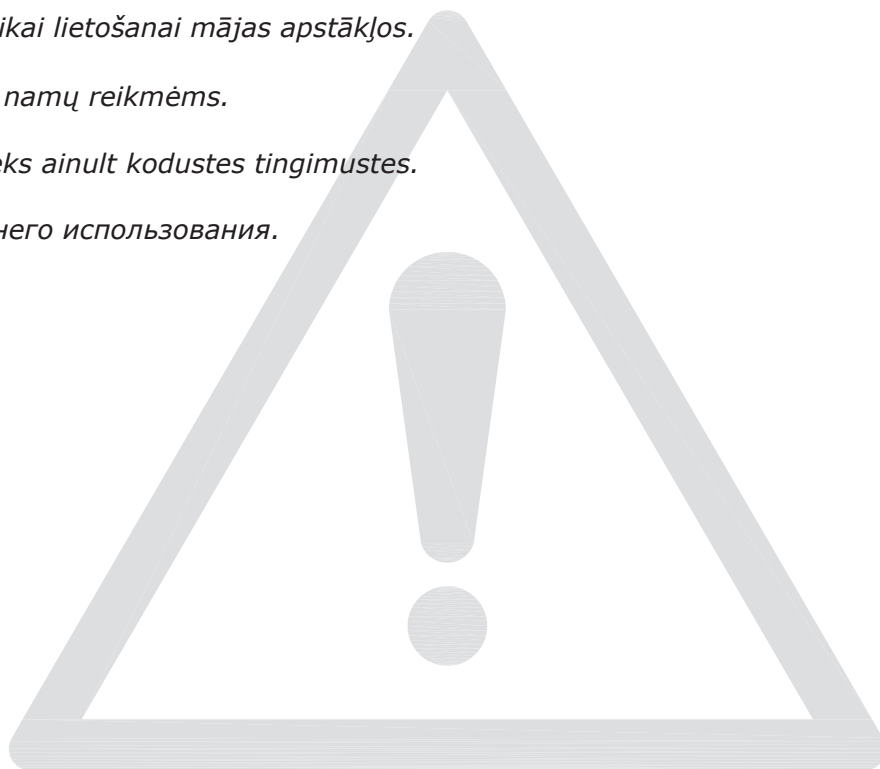 ikai lietošanai mājas apstākļos.
namų reikmėms.
eks ainult kodustes tingimustes.
него использования.